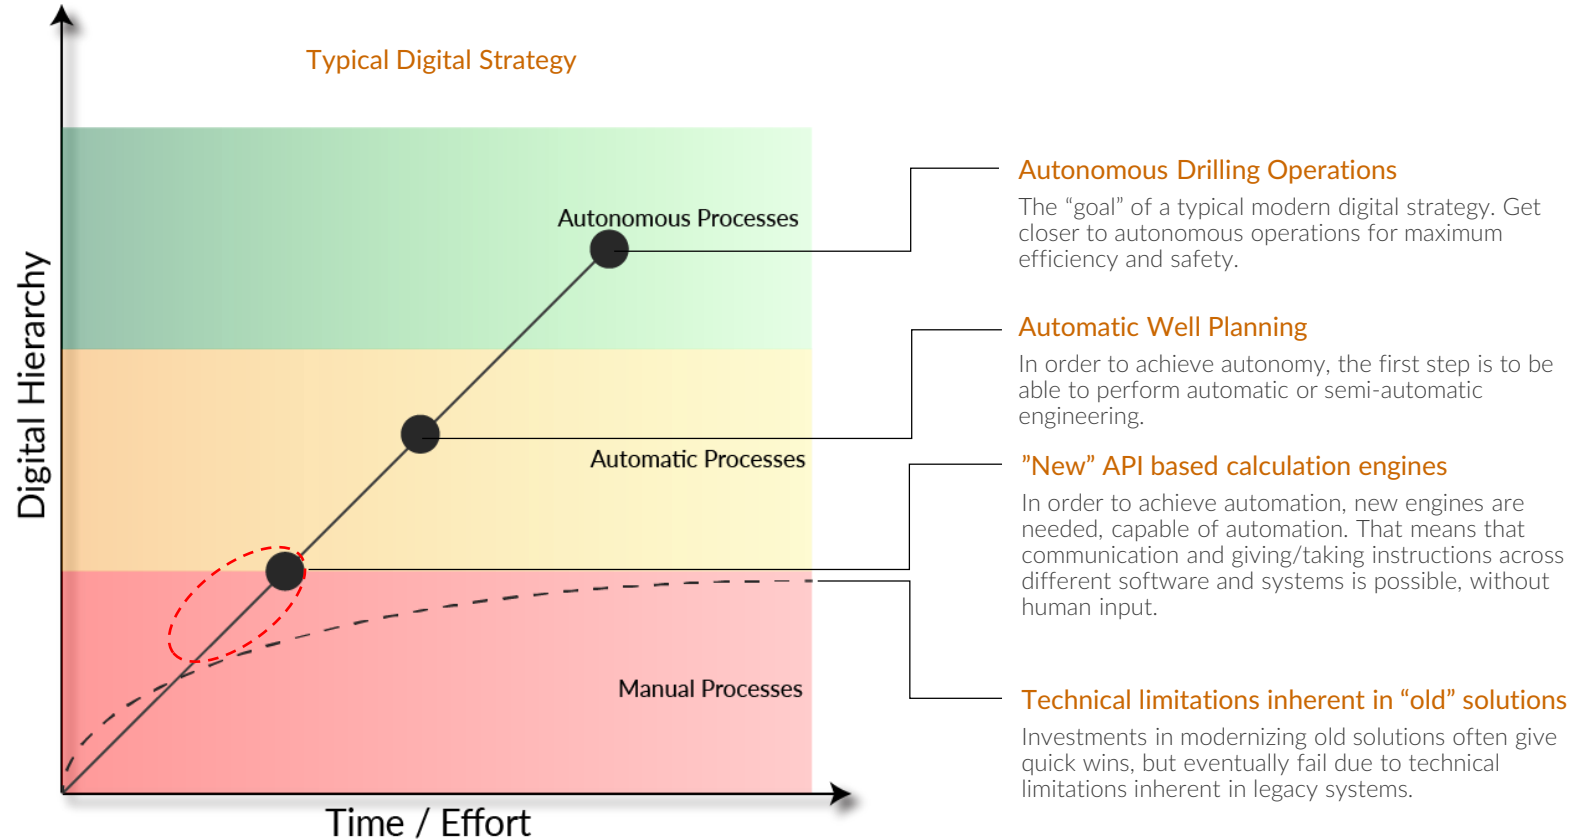 Typical Digital Strategy
Digital Hierarchy
Autonomous Processes
Automatic Processes
Manual Processes
Time / Effort
Autonomous Drilling Operations
The “goal” of a typical modern digital strategy. Get
closer to autonomous operations for maximum
efficiency and safety.
Automatic Well Planning
In order to achieve autonomy, the first step is to be
able to perform automatic or semi-automatic
engineering.
”New” API based calculation engines
In order to achieve automation, new engines are
needed, capable of automation. That means that
communication and giving/taking instructions across
different software and systems is possible, without
human input.
Technical limitations inherent in “old” solutions
Investments in modernizing old solutions often give
quick wins, but eventually fail due to technical
limitations inherent in legacy systems.